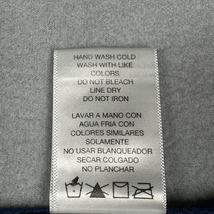 HAND WASH COLD
WASH WITH LIKE
COLORS
DO NOT BLEACH
LINE DRY
DO NOT IRON
LAVAR A MANO CON
AGUA FRIA CON
COLORES SIMILARES
SOLAMENTE
NO USAR BLANQUEADOR
SECAR COLGADO
NO PLANCHAR